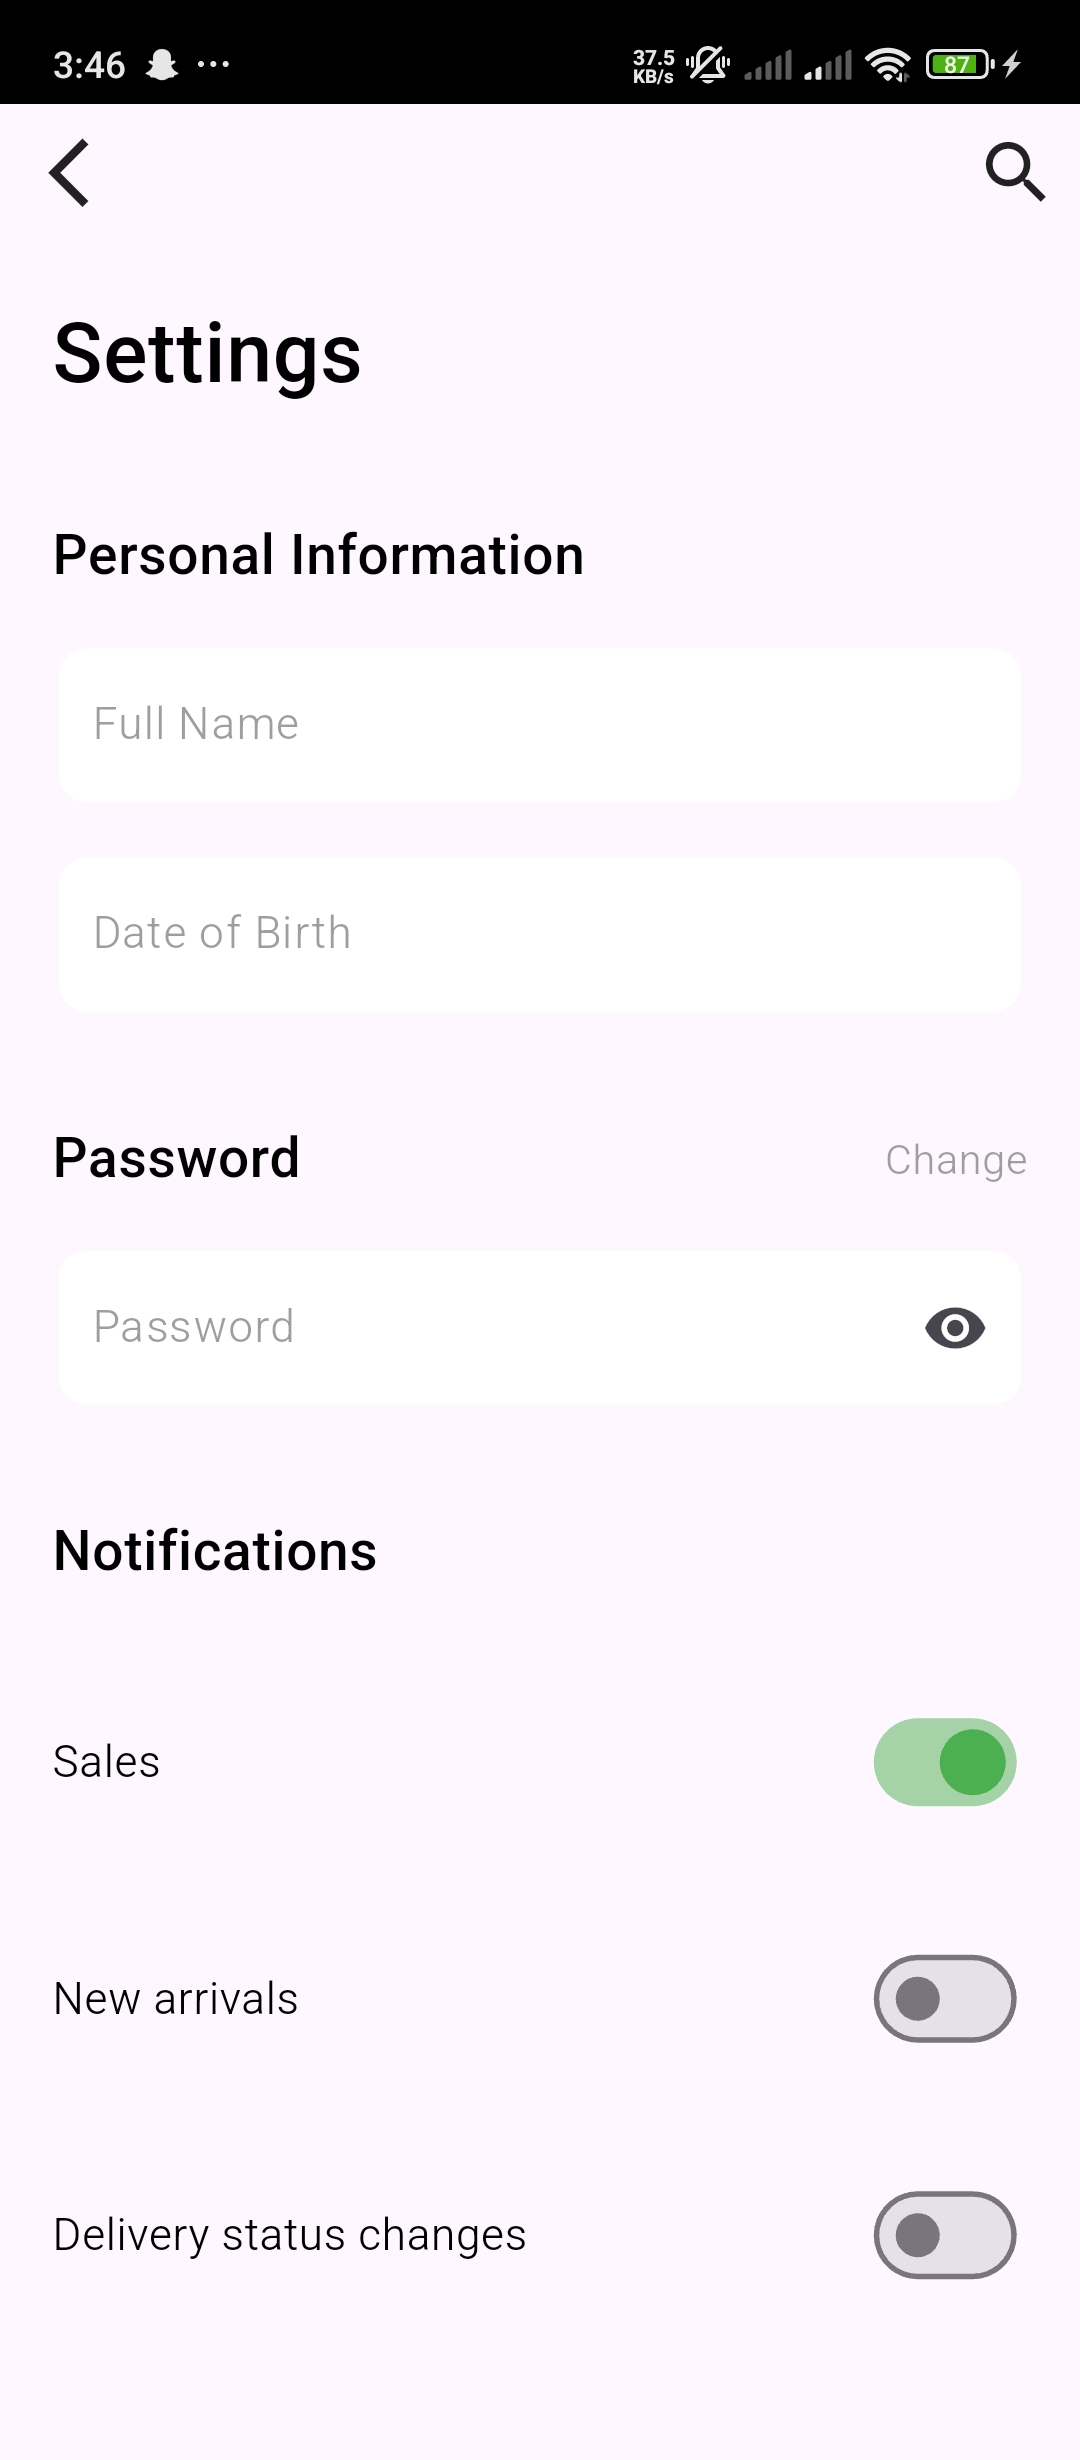 3:46 ... 37.5 KB/s 87
Settings
Personal Information
Full Name
Date of Birth
Password Change
Password
Notifications
Sales
New arrivals
Delivery status changes